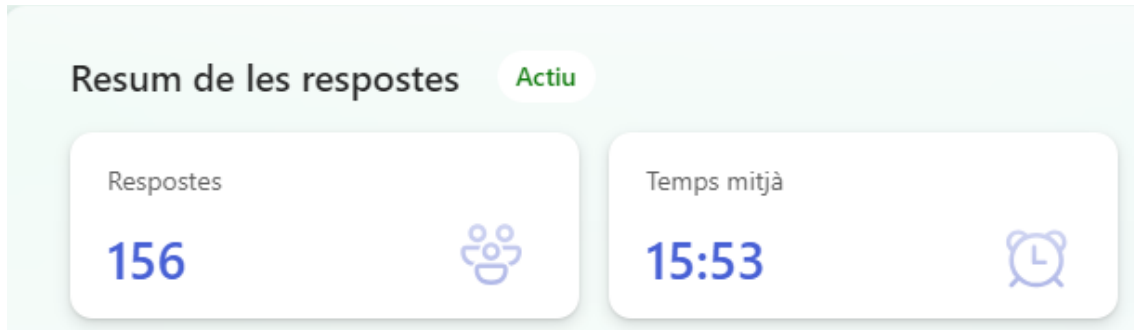 Resum de les respostes Actiu
Respostes
156
Temps mitjà
15:53